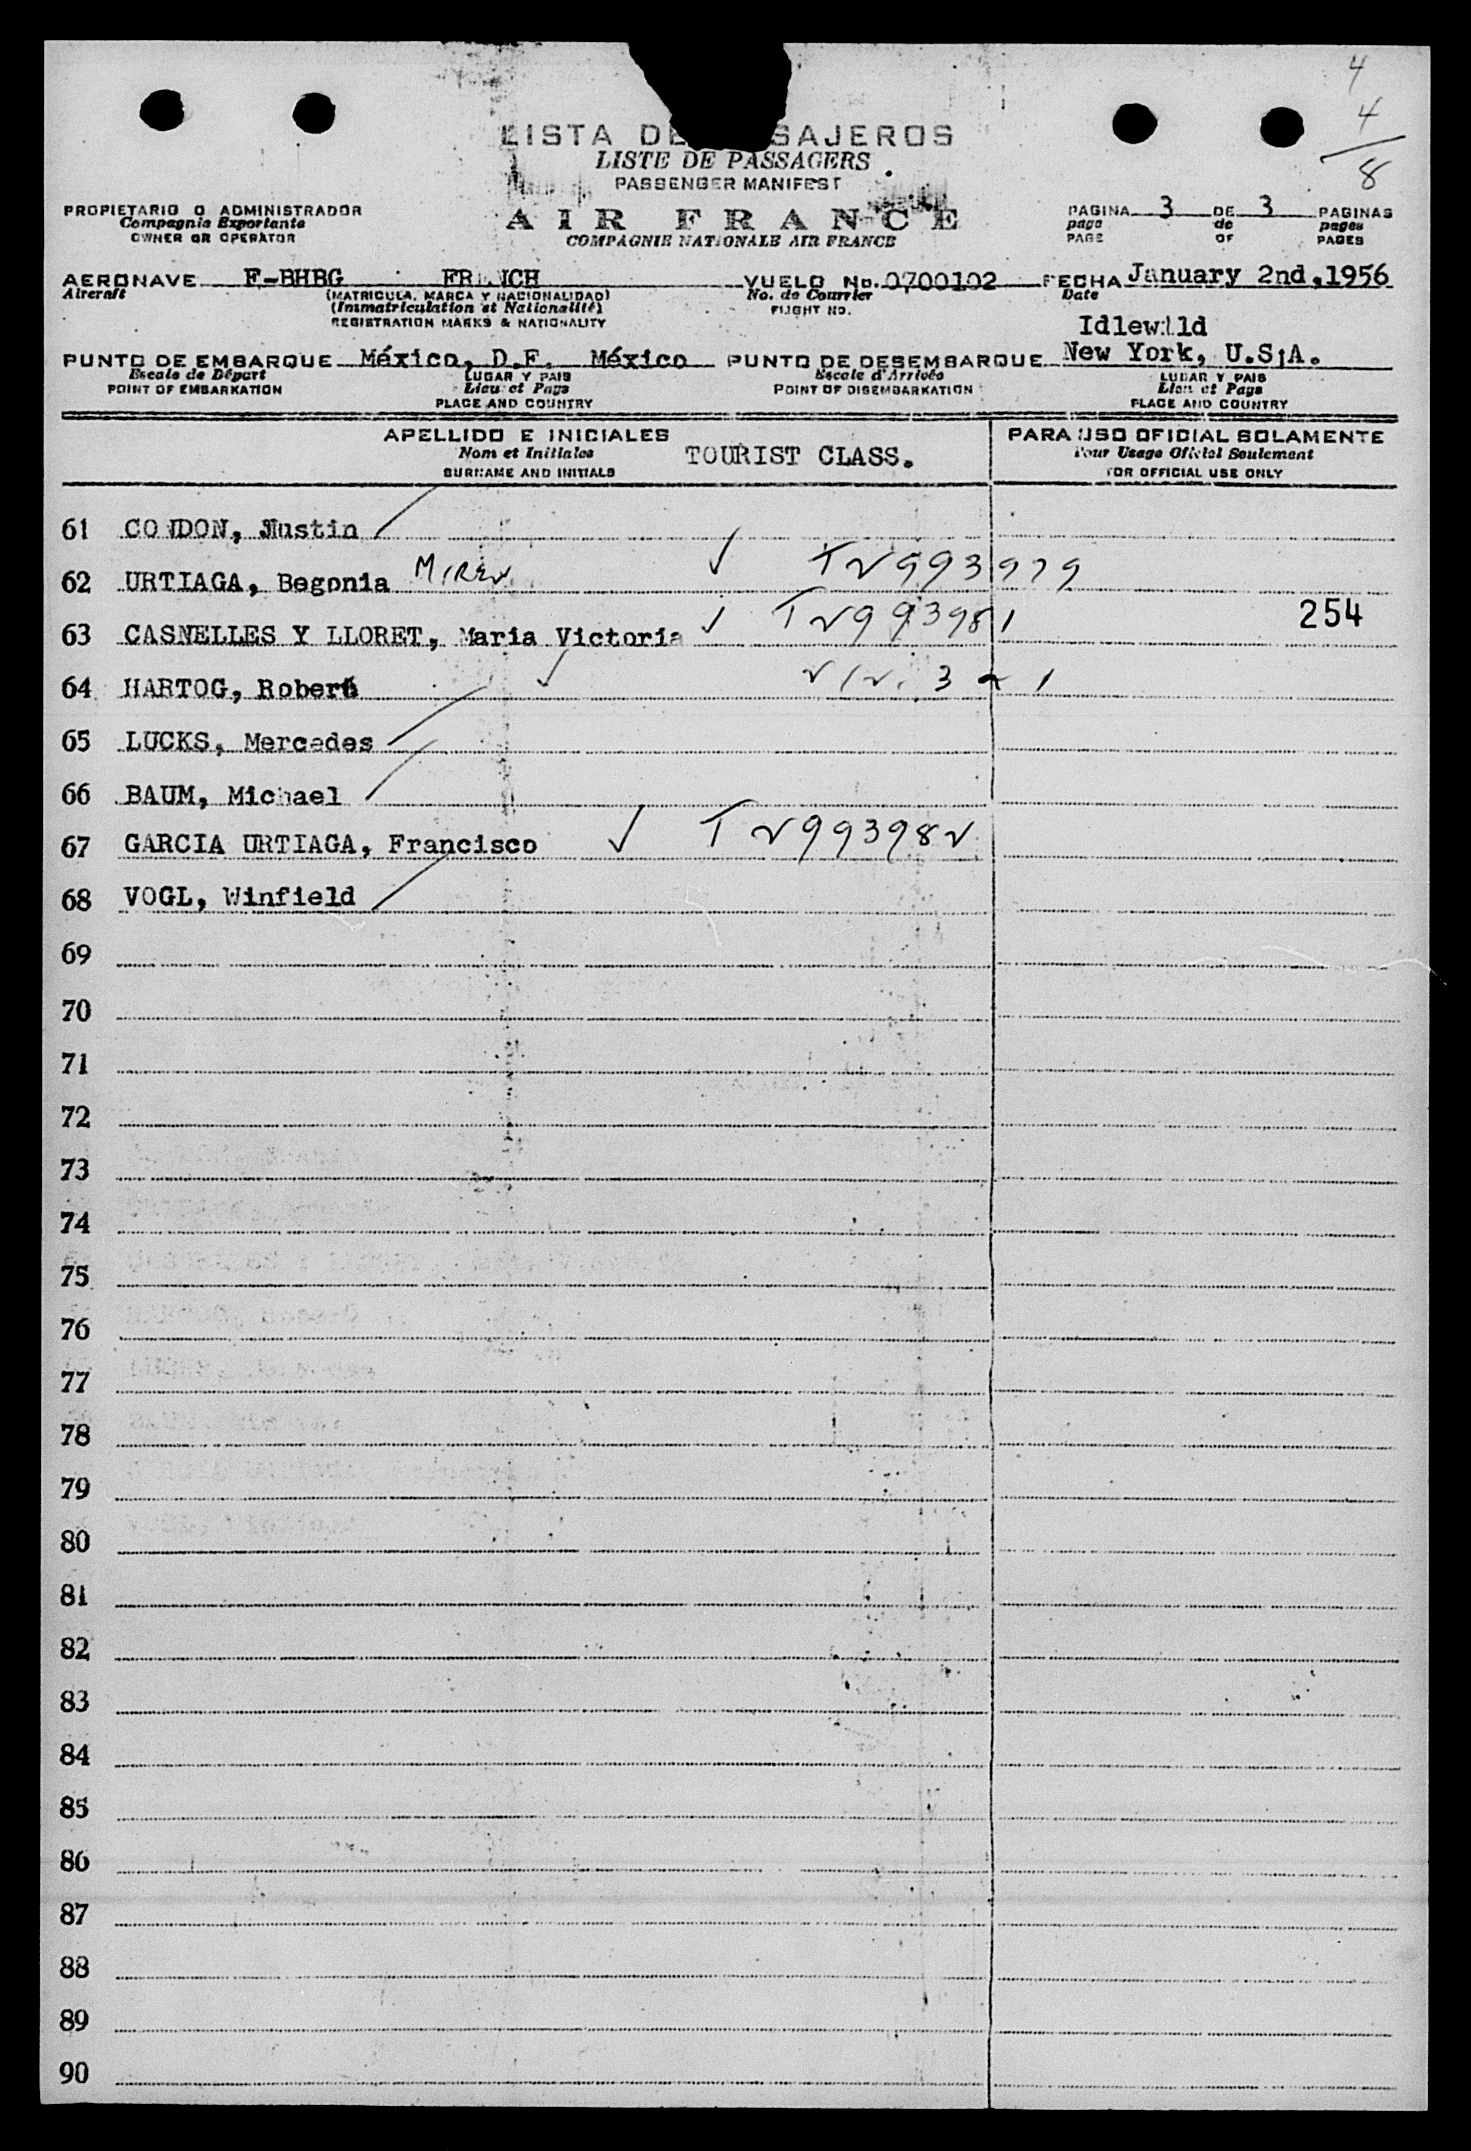 4
4
8
LISTA DE SAJEROS
LISTE DE PASSAGERS
PASSENGER MANIFEST
PROPIETARIO O ADMINISTRADOR
Compagnie Exportante
OWNER OR OPERATOR
AIR FRANCE
COMPAGNIE NATIONALE AIR FRANCE
PAGINA 3 DE 3 PAGINAS
page de pages
PAGE OF PAGES
AERONAVE F-BHBG FRENCH VUELO No. 0700102 FECHA January 2nd,1956
Aircraft (MATRICULA, MARCA Y NACIONALIDAD) No. de Courrier Date
(Immatriculation et Nationalité) FLIGHT NO.
REGISTRATION MARKS & NATIONALITY
Idlewild
PUNTO DE EMBARQUE México, D.F. México PUNTO DE DESEMBARQUE New York, U.S.A.
Escale de Départ LUGAR Y PAIS Escale d'Arrivée LUGAR Y PAIS
POINT OF EMBARKATION Lieu et Pays POINT OF DISEMBARKATION Lieu et Pays
PLACE AND COUNTRY PLACE AND COUNTRY
APELLIDO E INICIALES PARA USO OFICIAL SOLAMENTE
Nom et Initiales TOURIST CLASS. Pour Usage Officiel Seulement
SURNAME AND INITIALS FOR OFFICIAL USE ONLY
61 CONDON, Justin
62 URTIAGA, Begonia MIREN ✓ T2993979
63 CASNELLES Y LLORET, Maria Victoria ✓ T2993981 254
64 HARTOG, Robert ✓
65 LUCKS, Mercedes
66 BAUM, Michael
67 GARCIA URTIAGA, Francisco ✓ T2993982
68 VOGL, Winfield
69
70
71
72
73
74
75
76
77
78
79
80
81
82
83
84
85
86
87
88
89
90